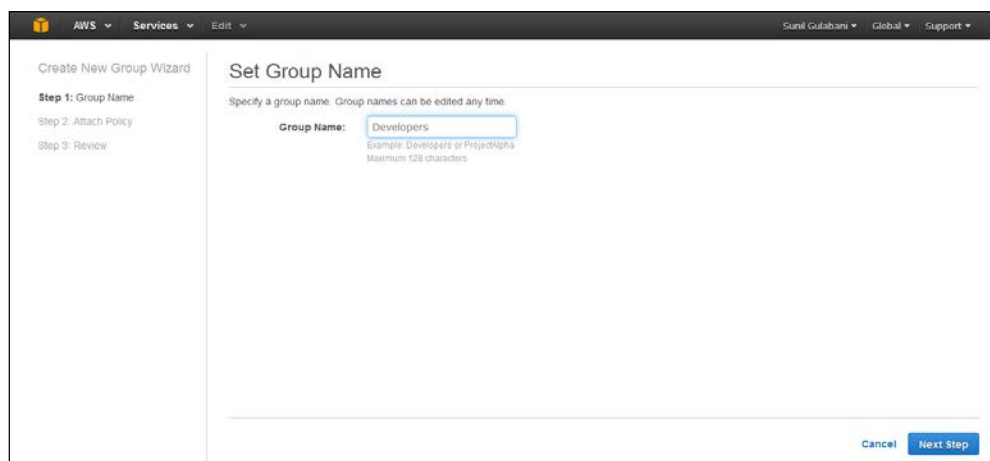 AWS Services Edit Sunil Gulabani Global Support
Create New Group Wizard
Step 1: Group Name
Step 2: Attach Policy
Step 3: Review
Set Group Name
Specify a group name. Group names can be edited any time.
Group Name: Developers
Example: Developers or ProjectAlpha
Maximum 128 characters
Cancel Next Step